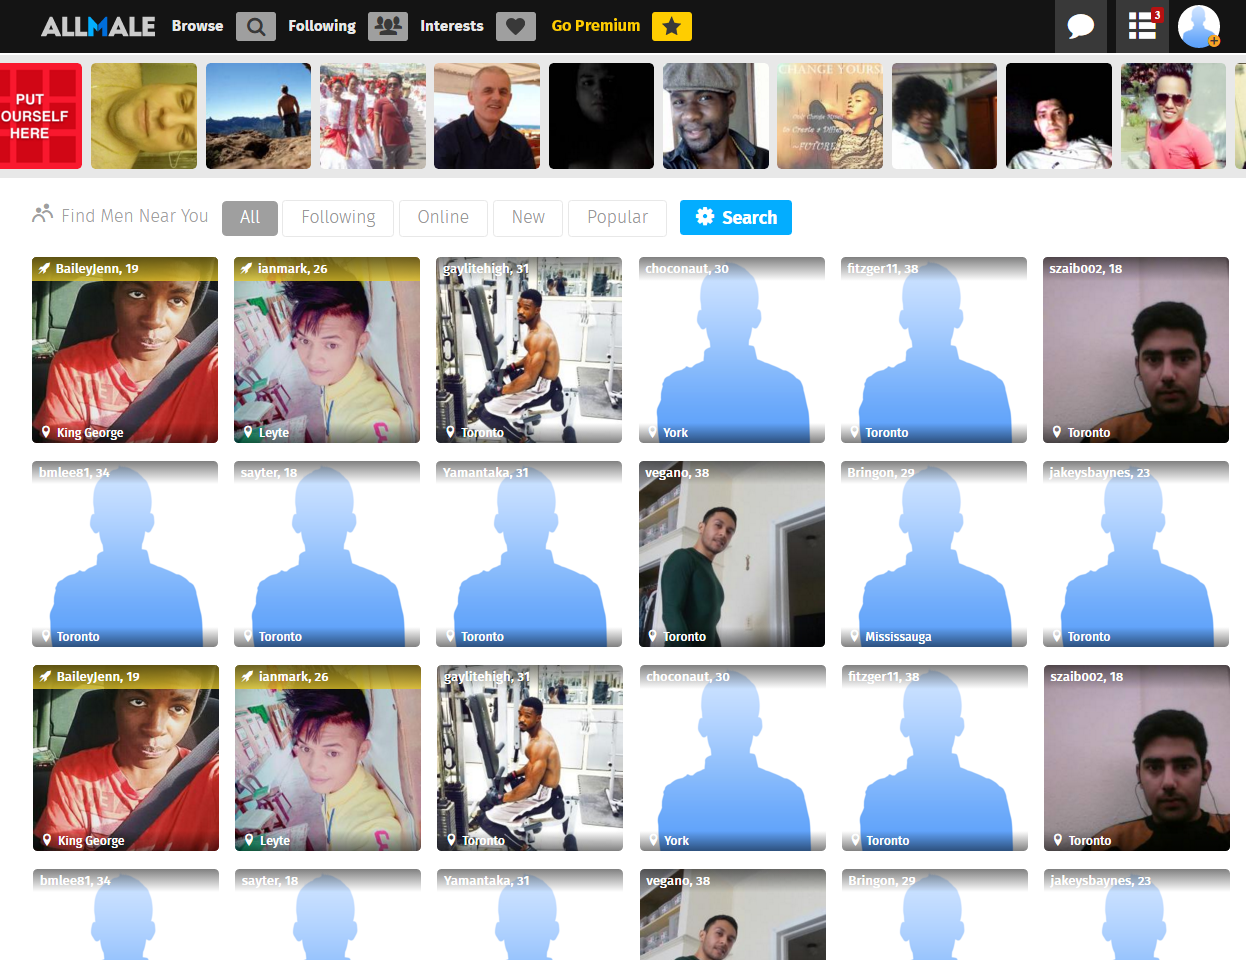 ALLMALE Browse Following Interests Go Premium 3
PUT
OURSELF
HERE
CHANGE YOURS
~FUTURE~
Find Men Near You All Following Online New Popular Search
BaileyJenn, 19 ianmark, 26 gaylitehigh, 31 choconaut, 30 fitzger11, 38 szaib002, 18
King George Leyte Toronto York Toronto Toronto
bmlee81, 34 sayter, 18 Yamantaka, 31 vegano, 38 Bringon, 29 jakeysbaynes, 23
Toronto Toronto Toronto Toronto Mississauga Toronto
BaileyJenn, 19 ianmark, 26 gaylitehigh, 31 choconaut, 30 fitzger11, 38 szaib002, 18
King George Leyte Toronto York Toronto Toronto
bmlee81, 34 sayter, 18 Yamantaka, 31 vegano, 38 Bringon, 29 jakeysbaynes, 23